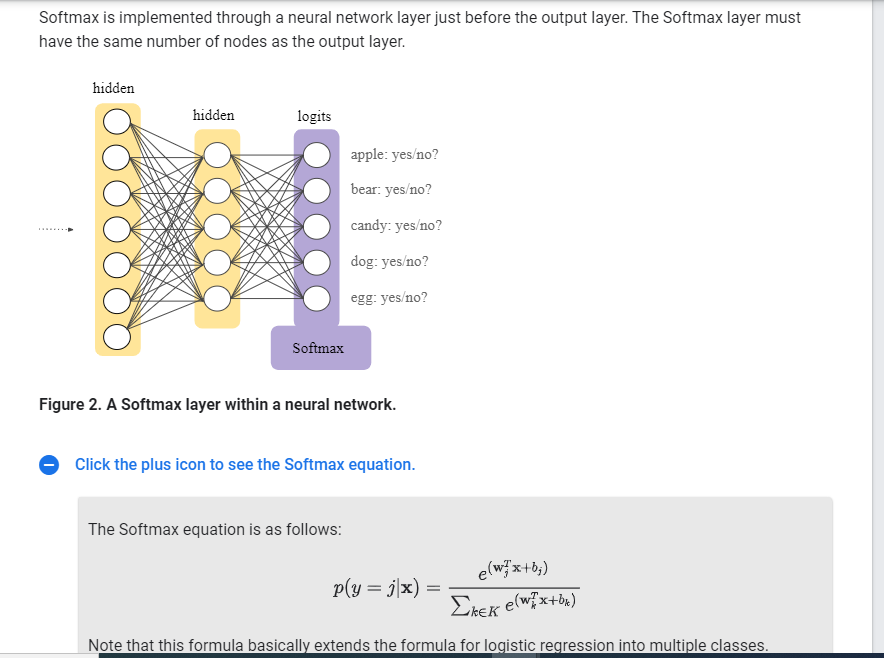 Softmax is implemented through a neural network layer just before the output layer. The Softmax layer must
have the same number of nodes as the output layer.
hidden
hidden
logits
apple: yes/no?
bear: yes/no?
candy: yes/no?
dog: yes/no?
egg: yes/no?
Softmax
Figure 2. A Softmax layer within a neural network.
Click the plus icon to see the Softmax equation.
The Softmax equation is as follows:
p(y = j|x) = e^(w_j^T x+b_j) / ∑_{k∈K} e^(w_k^T x+b_k)
Note that this formula basically extends the formula for logistic regression into multiple classes.